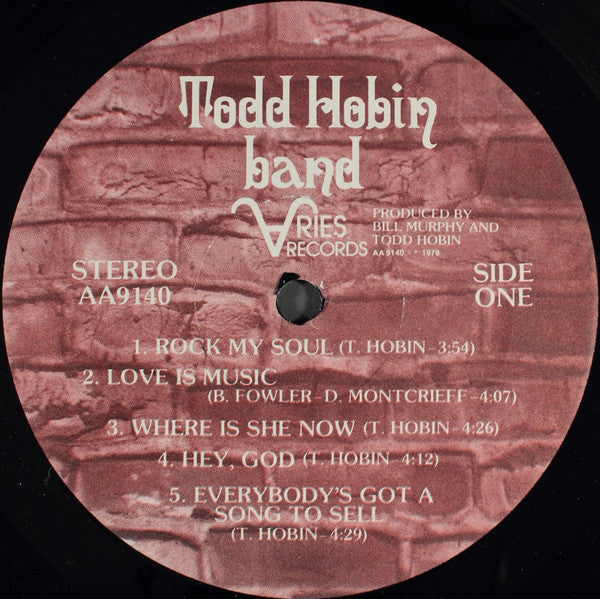 Todd Hobin
band
ARIES
RECORDS
PRODUCED BY
BILL MURPHY AND
TODD HOBIN
AA 9140
STEREO
AA9140
SIDE
ONE
1. ROCK MY SOUL (T. HOBIN–3:54)
2. LOVE IS MUSIC
(B. FOWLER–D. MONTCRIEFF–4:07)
3. WHERE IS SHE NOW (T. HOBIN–4:26)
4. HEY, GOD (T. HOBIN–4:12)
5. EVERYBODY'S GOT A
SONG TO SELL
(T. HOBIN–4:29)